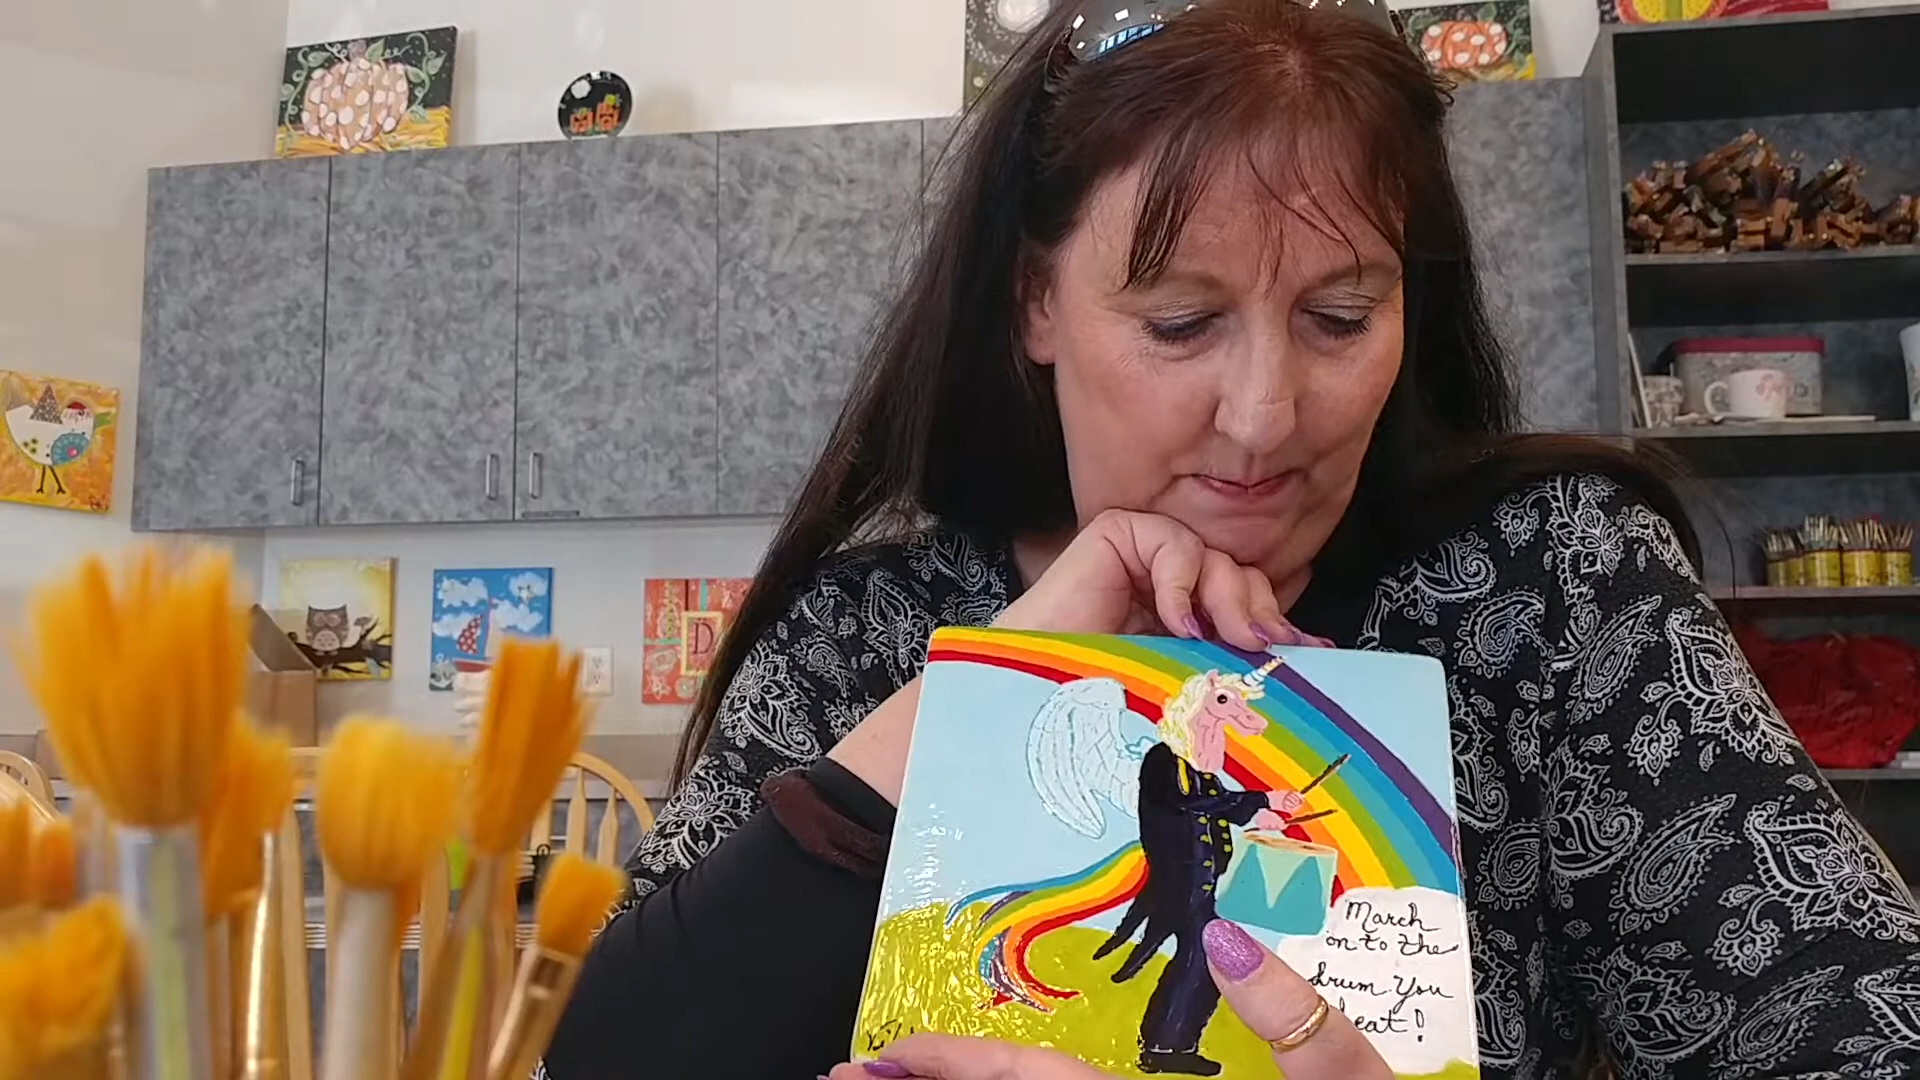 D
March
on to the
drum You
beat!